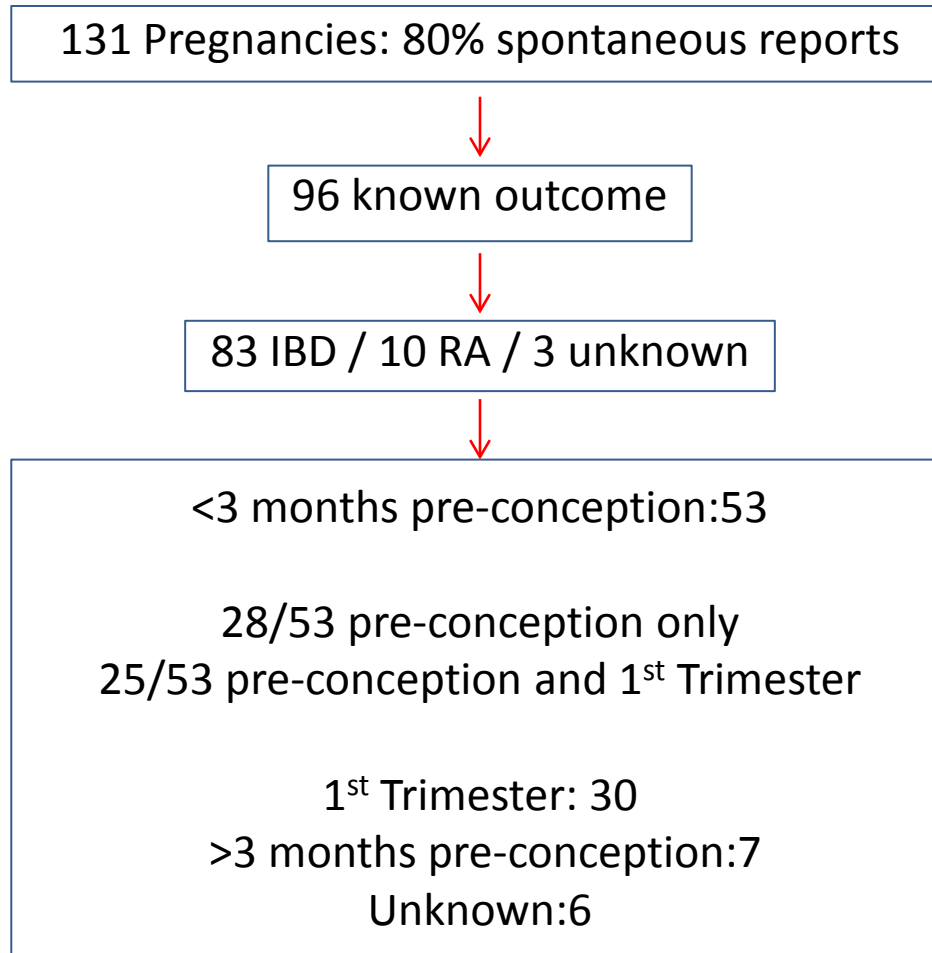 131 Pregnancies: 80% spontaneous reports
96 known outcome
83 IBD / 10 RA / 3 unknown
<3 months pre-conception:53
28/53 pre-conception only
25/53 pre-conception and 1st Trimester
1st Trimester: 30
>3 months pre-conception:7
Unknown:6